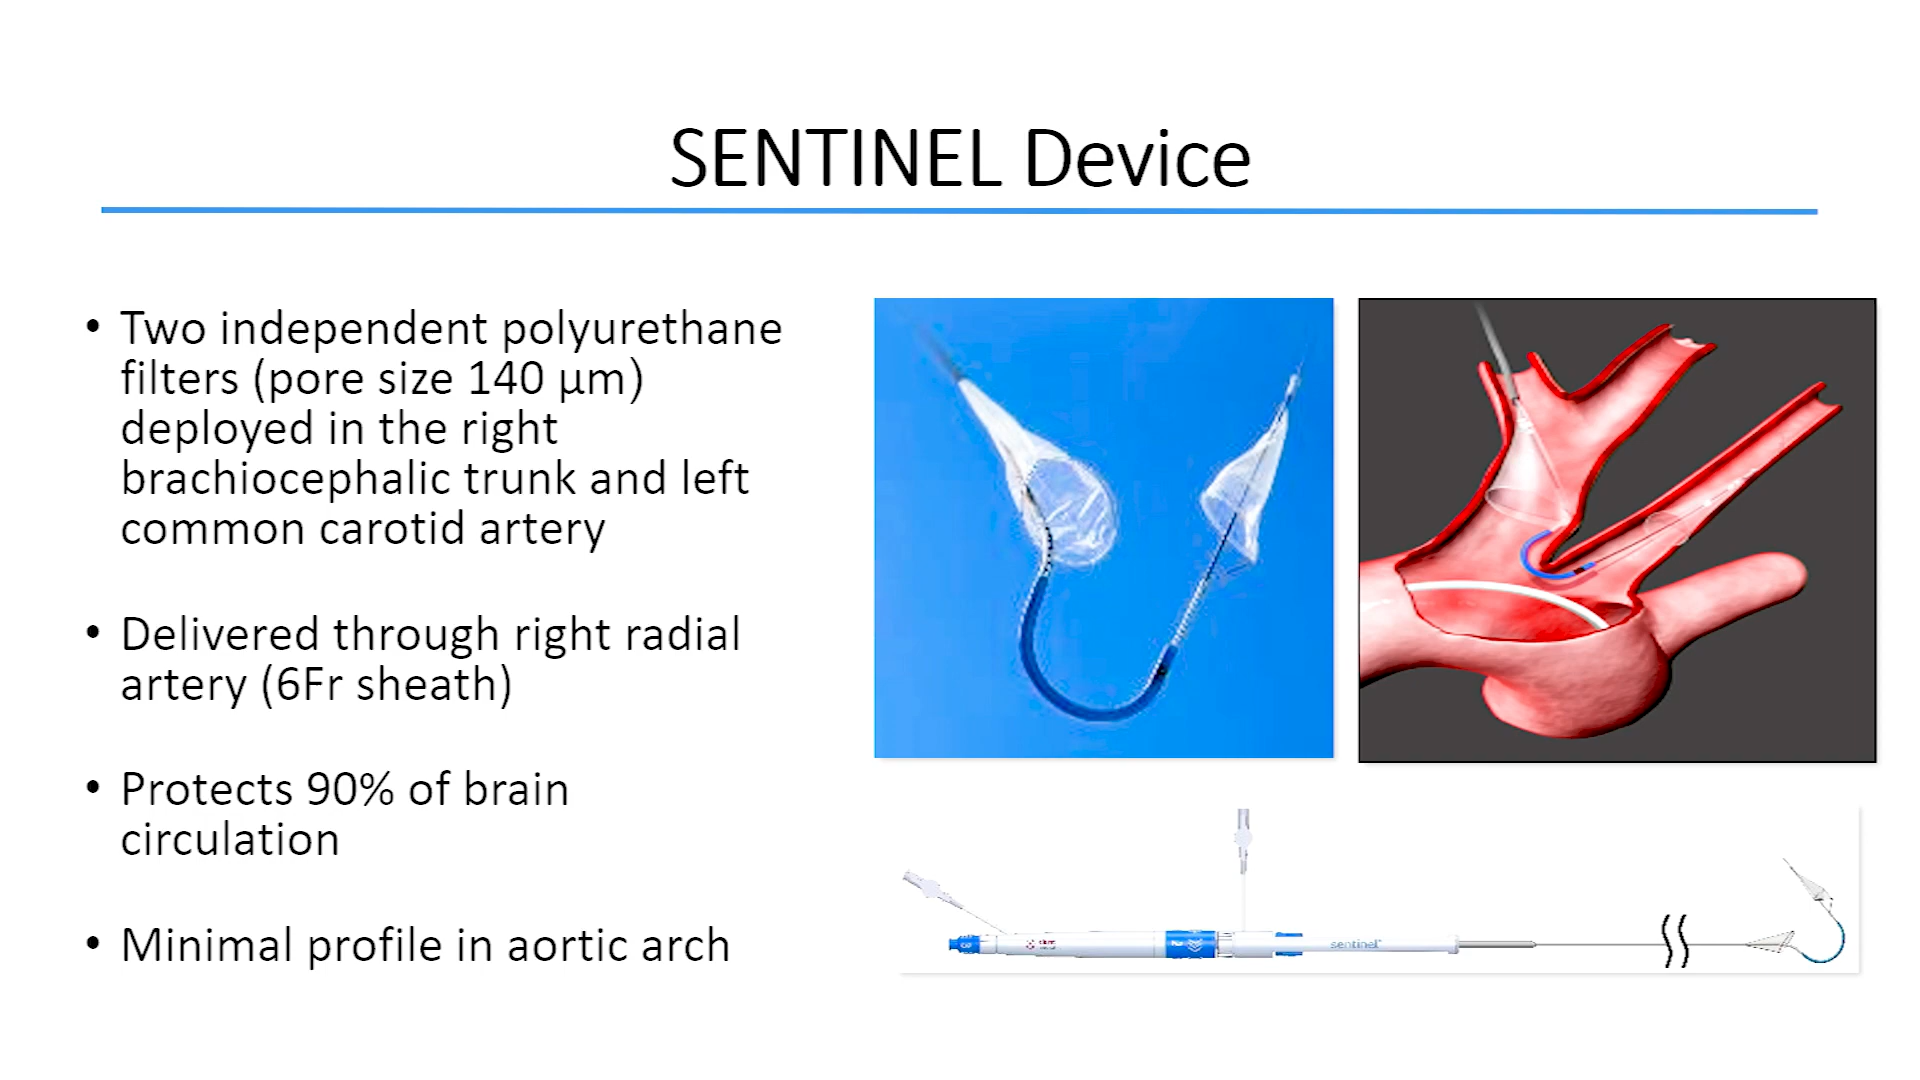 SENTINEL Device
• Two independent polyurethane
filters (pore size 140 µm)
deployed in the right
brachiocephalic trunk and left
common carotid artery
• Delivered through right radial
artery (6Fr sheath)
• Protects 90% of brain
circulation
• Minimal profile in aortic arch
sentinel